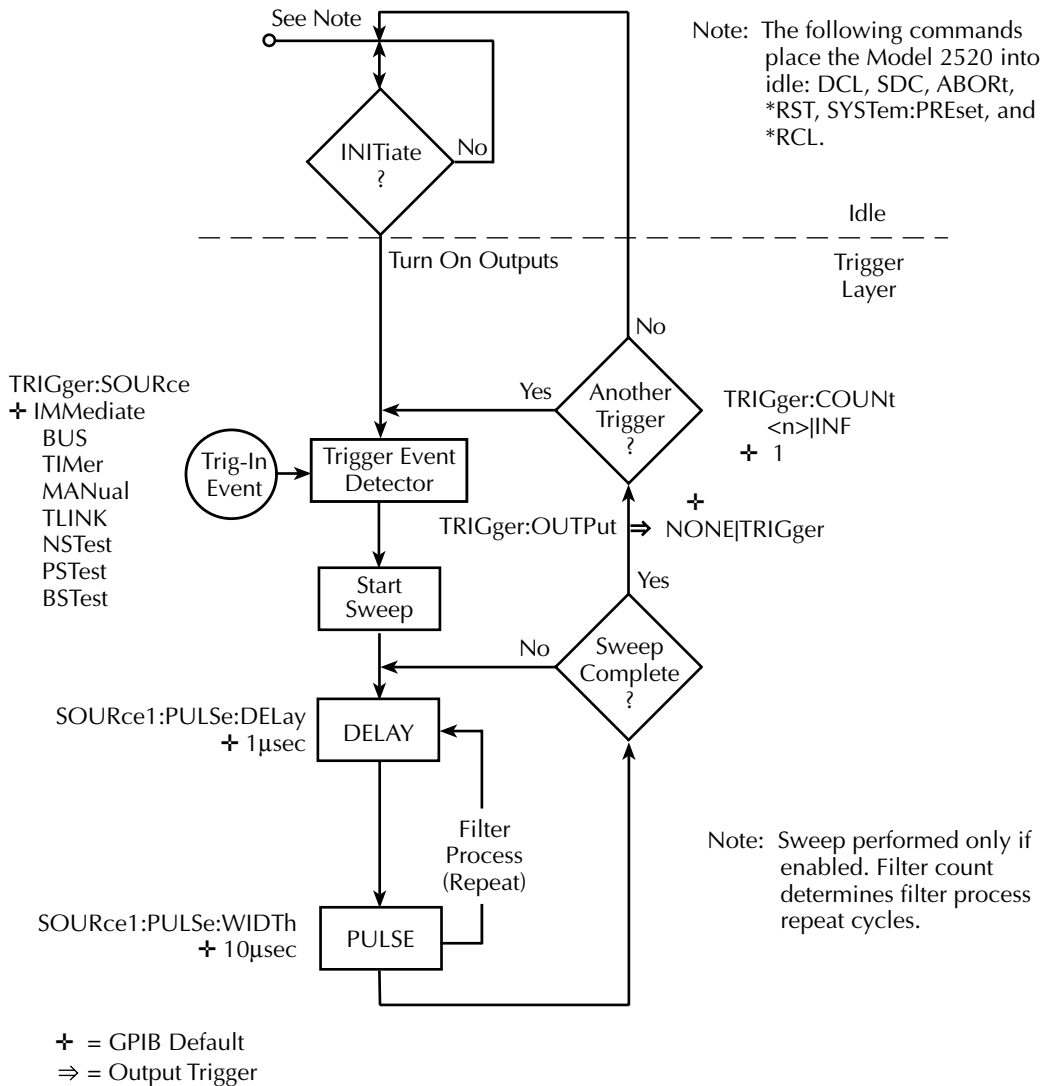 See Note
Note: The following commands
place the Model 2520 into
idle: DCL, SDC, ABORt,
*RST, SYSTem:PREset, and
*RCL.
INITiate
?
No
Idle
Turn On Outputs
Trigger
Layer
No
TRIGger:SOURce
✛ IMMediate
BUS
TIMer
MANual
TLINK
NSTest
PSTest
BSTest
Yes
Another
Trigger
?
TRIGger:COUNt
<n>|INF
✛ 1
Trig-In
Event
Trigger Event
Detector
✛
TRIGger:OUTPut ⇒ NONE|TRIGger
Start
Sweep
Yes
No
Sweep
Complete
?
SOURce1:PULSe:DELay
✛ 1µsec
DELAY
Filter
Process
(Repeat)
Note: Sweep performed only if
enabled. Filter count
determines filter process
repeat cycles.
SOURce1:PULSe:WIDTh
✛ 10µsec
PULSE
✛ = GPIB Default
⇒ = Output Trigger